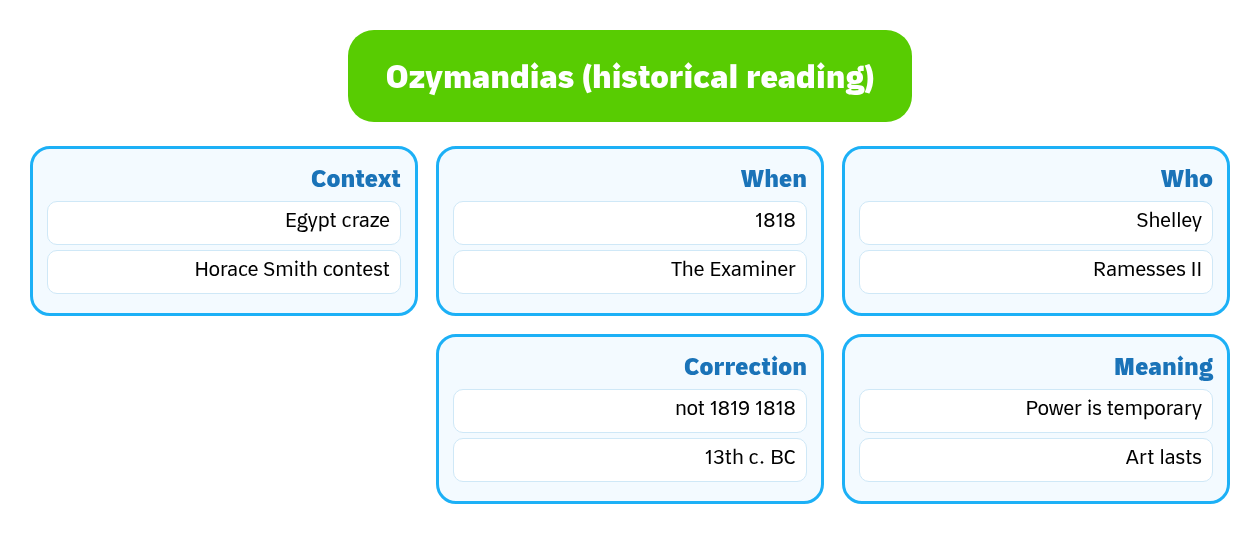 Ozymandias (historical reading)
Who
Shelley
Ramesses II
When
1818
The Examiner
Context
Egypt craze
Horace Smith contest
Meaning
Power is temporary
Art lasts
Correction
not 1819 1818
13th c. BC